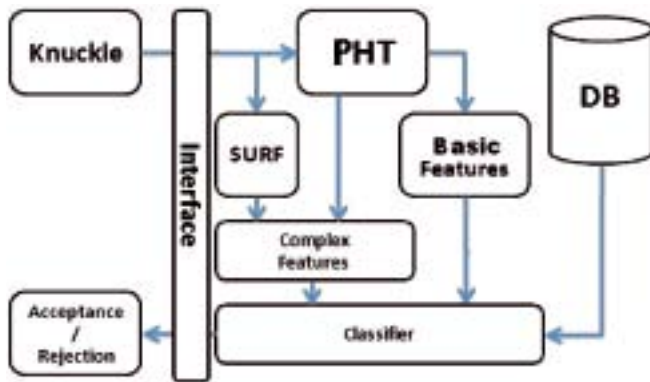 Knuckle
PHT
DB
Interface
SURF
Basic
Features
Complex
Features
Acceptance
/
Rejection
Classifier